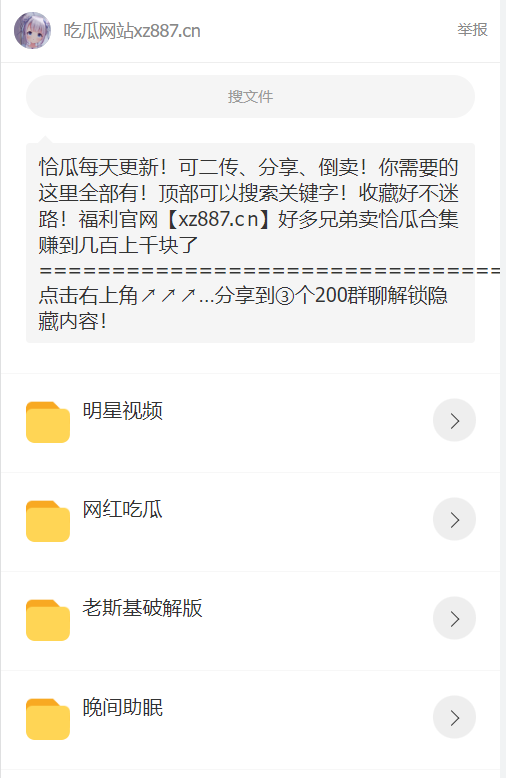 吃瓜网站xz887.cn
举报
搜文件
恰瓜每天更新！可二传、分享、倒卖！你需要的
这里全部有！顶部可以搜索关键字！收藏好不迷
路！福利官网【xz887.cn】好多兄弟卖恰瓜合集
赚到几百上千块了
================================
点击右上角↗↗↗...分享到③个200群聊解锁隐
藏内容！
明星视频
网红吃瓜
老斯基破解版
晚间助眠